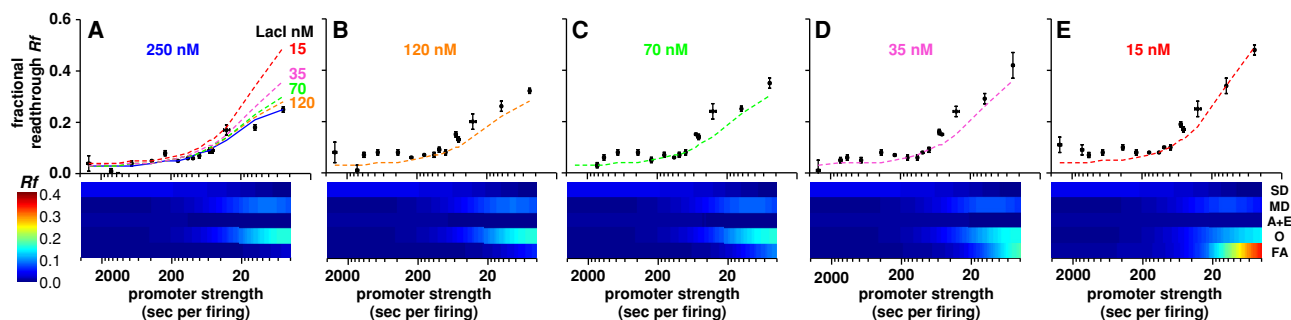 A
B
C
D
E
LacI nM
15
35
70
120
250 nM
120 nM
70 nM
35 nM
15 nM
fractional
readthrough Rf
0.6
0.4
0.2
0.0
Rf
0.4
0.3
0.2
0.1
0.0
SD
MD
A+E
O
FA
2000 200 20
2000 200 20
2000 200 20
2000 200 20
2000 200 20
promoter strength
(sec per firing)
promoter strength
(sec per firing)
promoter strength
(sec per firing)
promoter strength
(sec per firing)
promoter strength
(sec per firing)